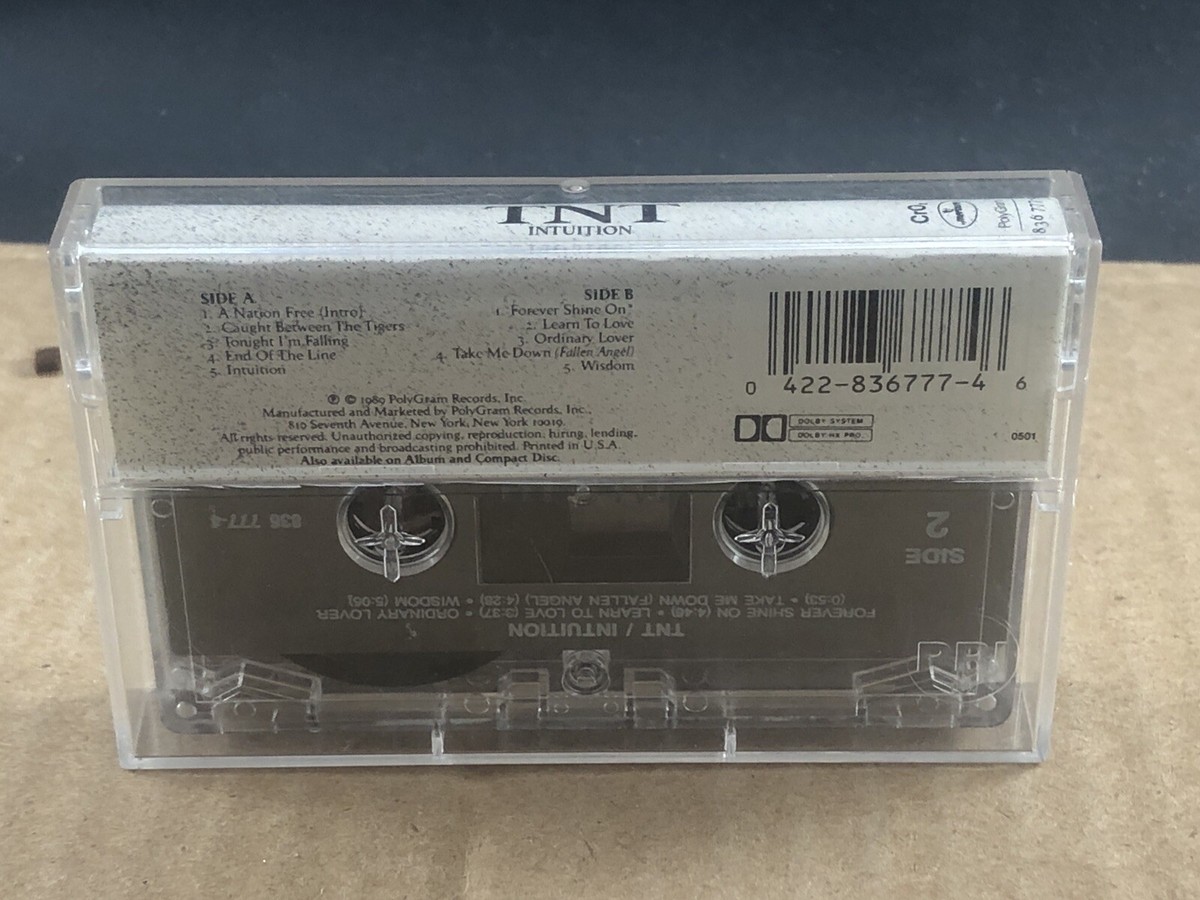 TNT
INTUITION
CrO₂
PolyGram
836 777
SIDE A
1. A Nation Free (Intro)
2. Caught Between The Tigers
3. Tonight I'm Falling
4. End Of The Line
5. Intuition
SIDE B
1. Forever Shine On*
2. Learn To Love
3. Ordinary Lover
4. Take Me Down (Fallen Angel)
5. Wisdom
℗ © 1989 PolyGram Records, Inc.
Manufactured and Marketed by PolyGram Records, Inc.,
810 Seventh Avenue, New York, New York 10019.
All rights reserved. Unauthorized copying, reproduction, hiring, lending,
public performance and broadcasting prohibited. Printed in U.S.A.
Also available on Album and Compact Disc.
0 422-836777-4 6
DOLBY SYSTEM
DOLBY HX PRO
0501
836 777-4
SIDE
2
TNT / INTUITION
FOREVER SHINE ON (4:48) • LEARN TO LOVE (3:37) • ORDINARY LOVER
(0:53) • TAKE ME DOWN (FALLEN ANGEL) (4:28) • WISDOM (5:06)